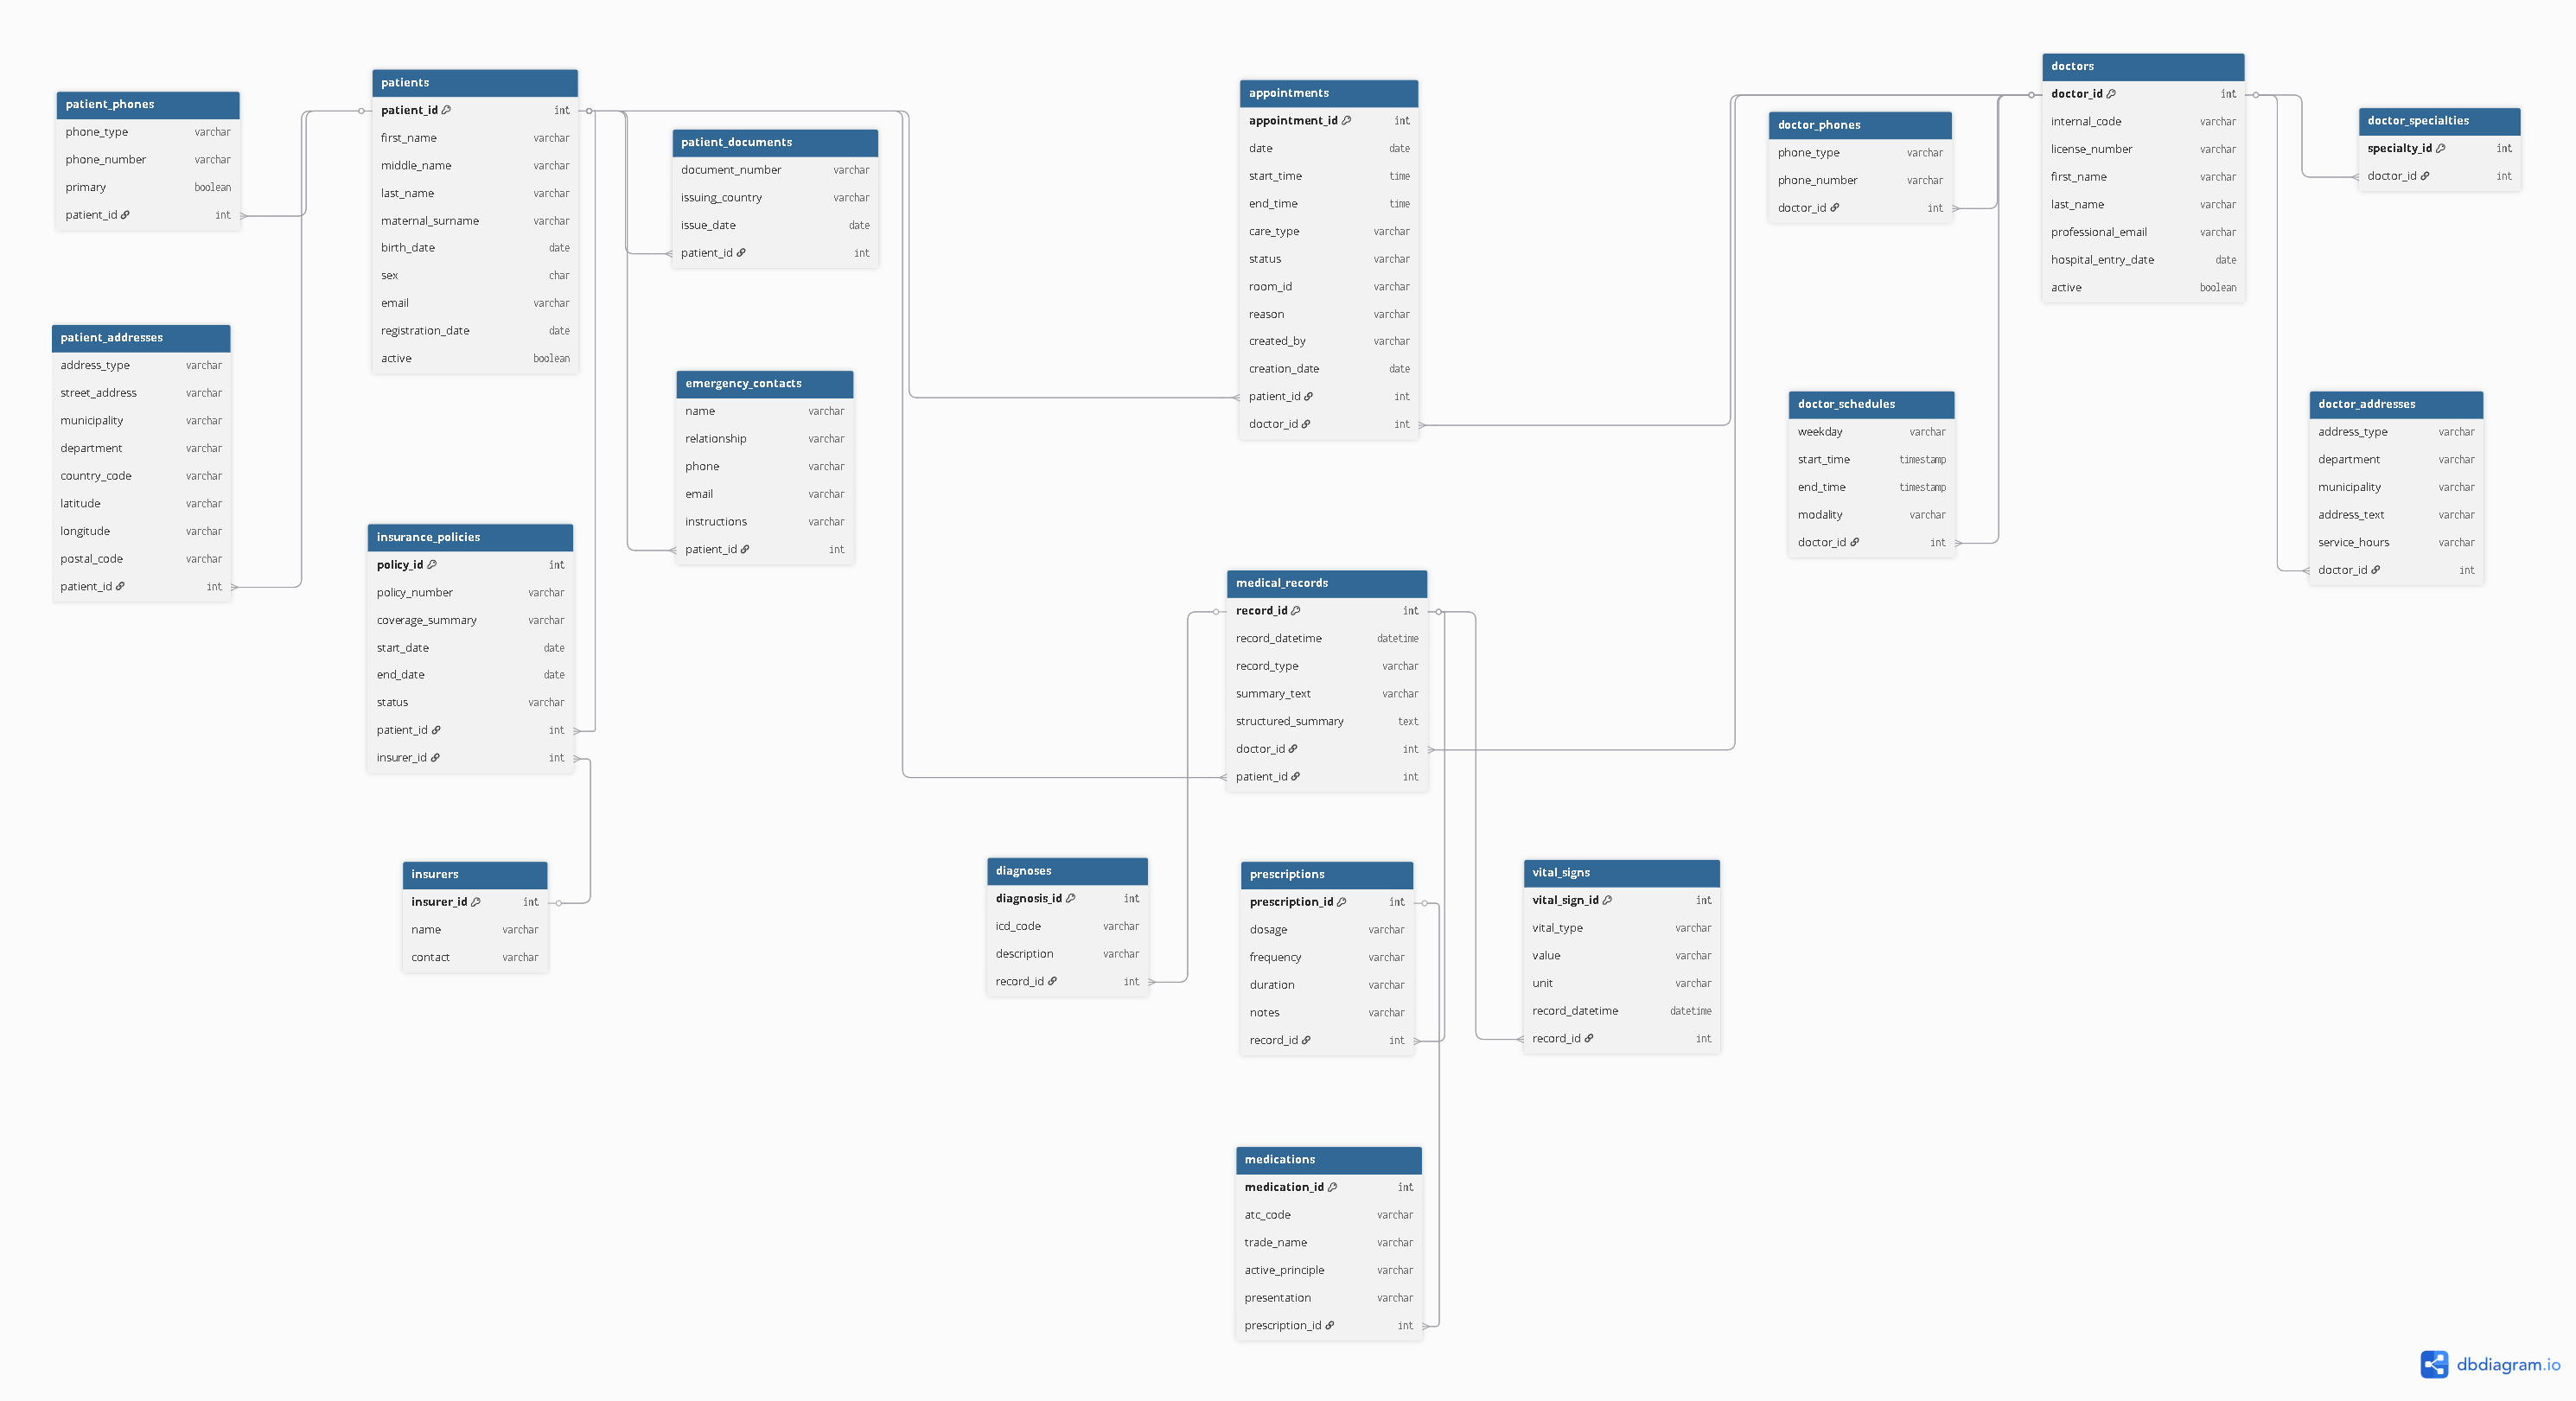 patient_phones
phone_type varchar
phone_number varchar
primary boolean
patient_id int
patients
patient_id int
first_name varchar
middle_name varchar
last_name varchar
maternal_surname varchar
birth_date date
sex char
email varchar
registration_date date
active boolean
patient_documents
document_number varchar
issuing_country varchar
issue_date date
patient_id int
appointments
appointment_id int
date date
start_time time
end_time time
care_type varchar
status varchar
room_id varchar
reason varchar
created_by varchar
creation_date date
patient_id int
doctor_id int
doctor_phones
phone_type varchar
phone_number varchar
doctor_id int
doctors
doctor_id int
internal_code varchar
license_number varchar
first_name varchar
last_name varchar
professional_email varchar
hospital_entry_date date
active boolean
doctor_specialties
specialty_id int
doctor_id int
patient_addresses
address_type varchar
street_address varchar
municipality varchar
department varchar
country_code varchar
latitude varchar
longitude varchar
postal_code varchar
patient_id int
emergency_contacts
name varchar
relationship varchar
phone varchar
email varchar
instructions varchar
patient_id int
doctor_schedules
weekday varchar
start_time timestamp
end_time timestamp
modality varchar
doctor_id int
doctor_addresses
address_type varchar
department varchar
municipality varchar
address_text varchar
service_hours varchar
doctor_id int
insurance_policies
policy_id int
policy_number varchar
coverage_summary varchar
start_date date
end_date date
status varchar
patient_id int
insurer_id int
medical_records
record_id int
record_datetime datetime
record_type varchar
summary_text varchar
structured_summary text
doctor_id int
patient_id int
insurers
insurer_id int
name varchar
contact varchar
diagnoses
diagnosis_id int
icd_code varchar
description varchar
record_id int
prescriptions
prescription_id int
dosage varchar
frequency varchar
duration varchar
notes varchar
record_id int
vital_signs
vital_sign_id int
vital_type varchar
value varchar
unit varchar
record_datetime datetime
record_id int
medications
medication_id int
atc_code varchar
trade_name varchar
active_principle varchar
presentation varchar
prescription_id int
dbdiagram.io